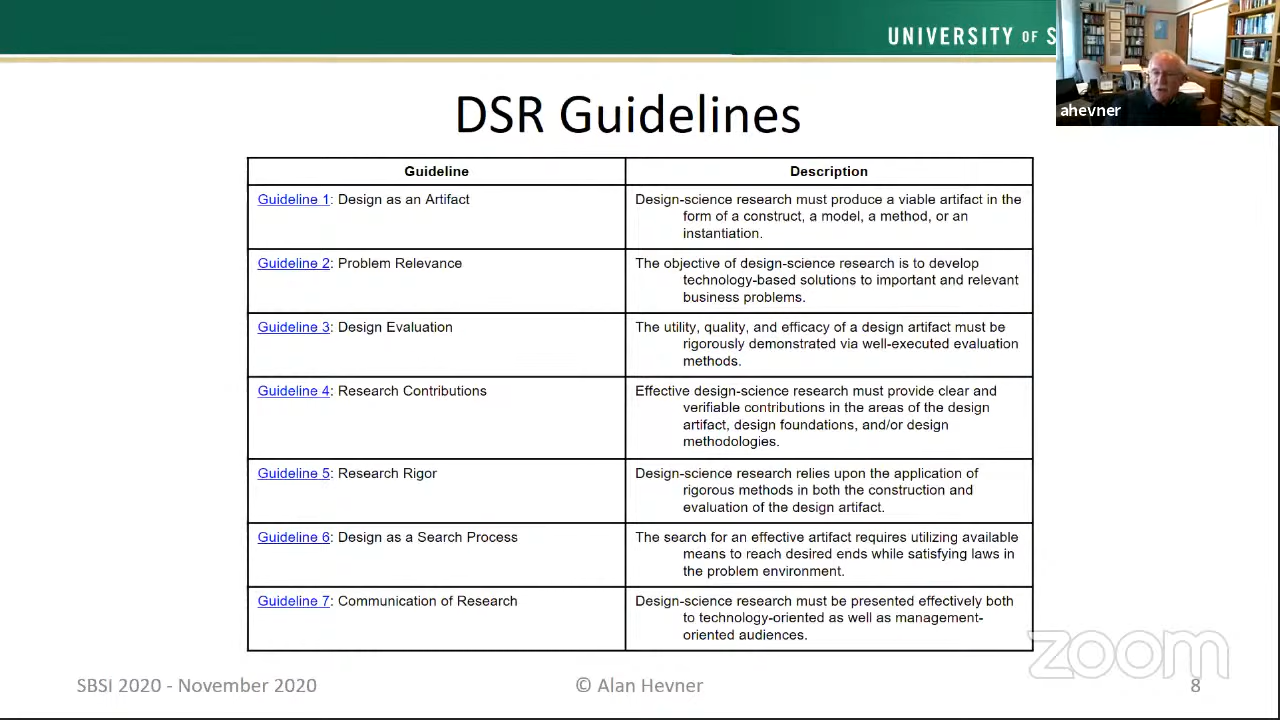 UNIVERSITY OF S
ahevner
DSR Guidelines
Guideline
Description
Guideline 1: Design as an Artifact
Design-science research must produce a viable artifact in the
form of a construct, a model, a method, or an
instantiation.
Guideline 2: Problem Relevance
The objective of design-science research is to develop
technology-based solutions to important and relevant
business problems.
Guideline 3: Design Evaluation
The utility, quality, and efficacy of a design artifact must be
rigorously demonstrated via well-executed evaluation
methods.
Guideline 4: Research Contributions
Effective design-science research must provide clear and
verifiable contributions in the areas of the design
artifact, design foundations, and/or design
methodologies.
Guideline 5: Research Rigor
Design-science research relies upon the application of
rigorous methods in both the construction and
evaluation of the design artifact.
Guideline 6: Design as a Search Process
The search for an effective artifact requires utilizing available
means to reach desired ends while satisfying laws in
the problem environment.
Guideline 7: Communication of Research
Design-science research must be presented effectively both
to technology-oriented as well as management-
oriented audiences.
zoom
SBSI 2020 - November 2020
© Alan Hevner
8